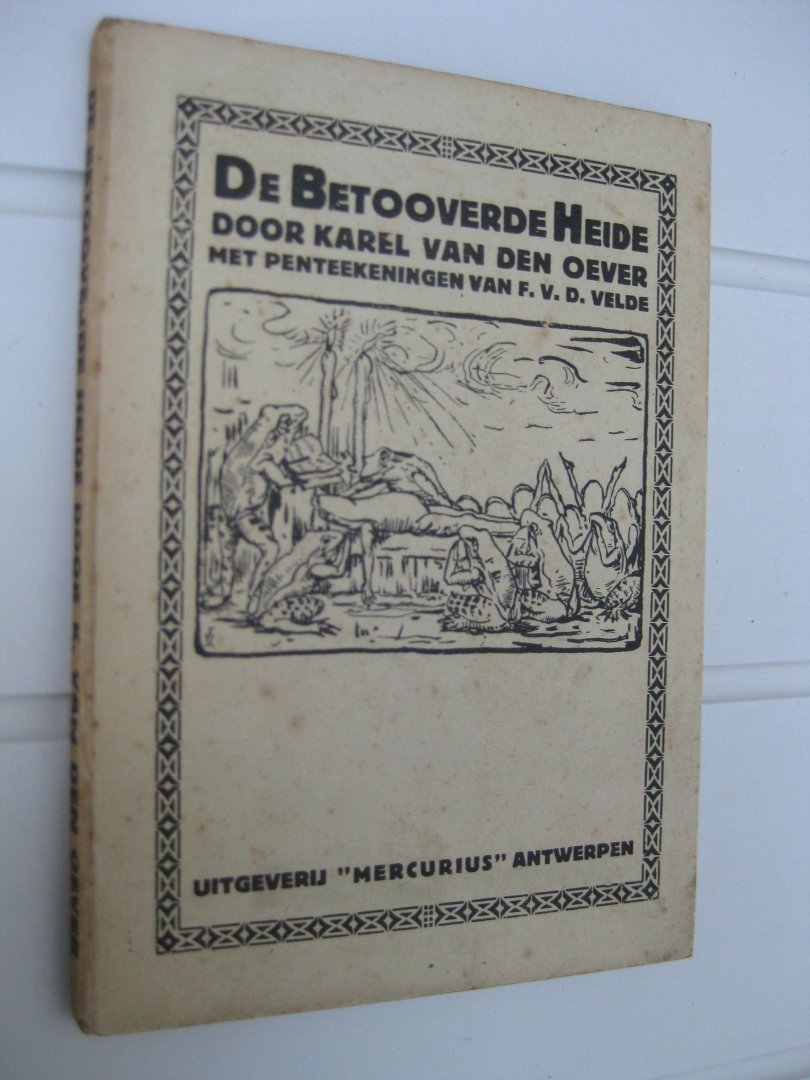 De Betooverde Heide
DOOR KAREL VAN DEN OEVER
MET PENTEEKENINGEN VAN F. V. D. VELDE
UITGEVERIJ "MERCURIUS" ANTWERPEN
DE BETOOVERDE HEIDE DOOR K. VAN DEN OEVER